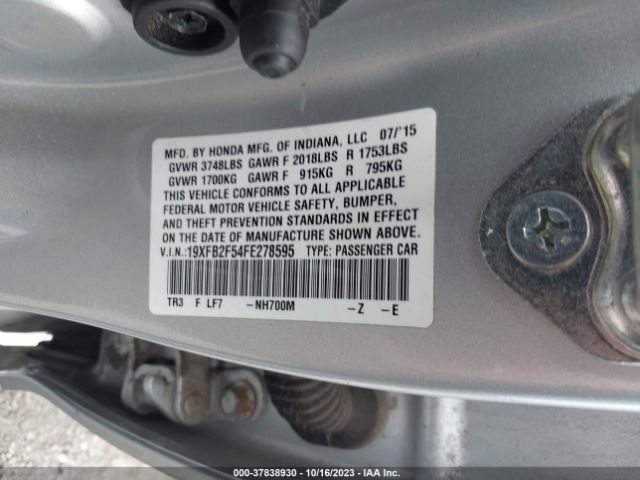 MFD. BY HONDA MFG. OF INDIANA, LLC 07/'15
GVWR 3748LBS GAWR F 2018LBS R 1753LBS
GVWR 1700KG GAWR F 915KG R 795KG
THIS VEHICLE CONFORMS TO ALL APPLICABLE
FEDERAL MOTOR VEHICLE SAFETY, BUMPER,
AND THEFT PREVENTION STANDARDS IN EFFECT
ON THE DATE OF MANUFACTURE SHOWN ABOVE.
V.I.N.:19XFB2F54FE278595 TYPE: PASSENGER CAR
TR3 F LF7 -NH700M -Z -E
000-37838930 / 10/16/2023 / IAA Inc.